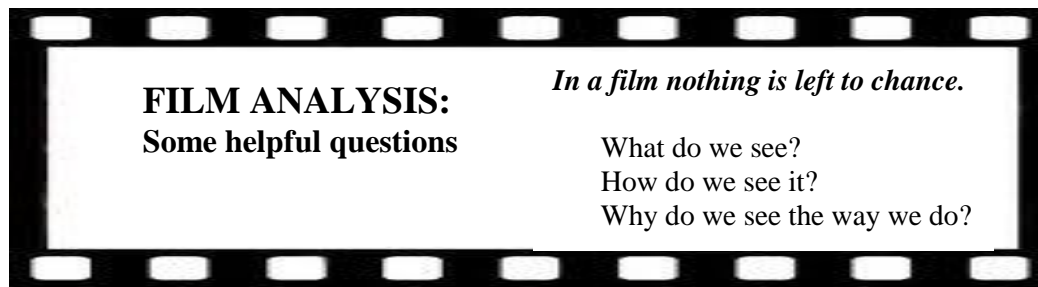 FILM ANALYSIS:
Some helpful questions
In a film nothing is left to chance.
What do we see?
How do we see it?
Why do we see the way we do?